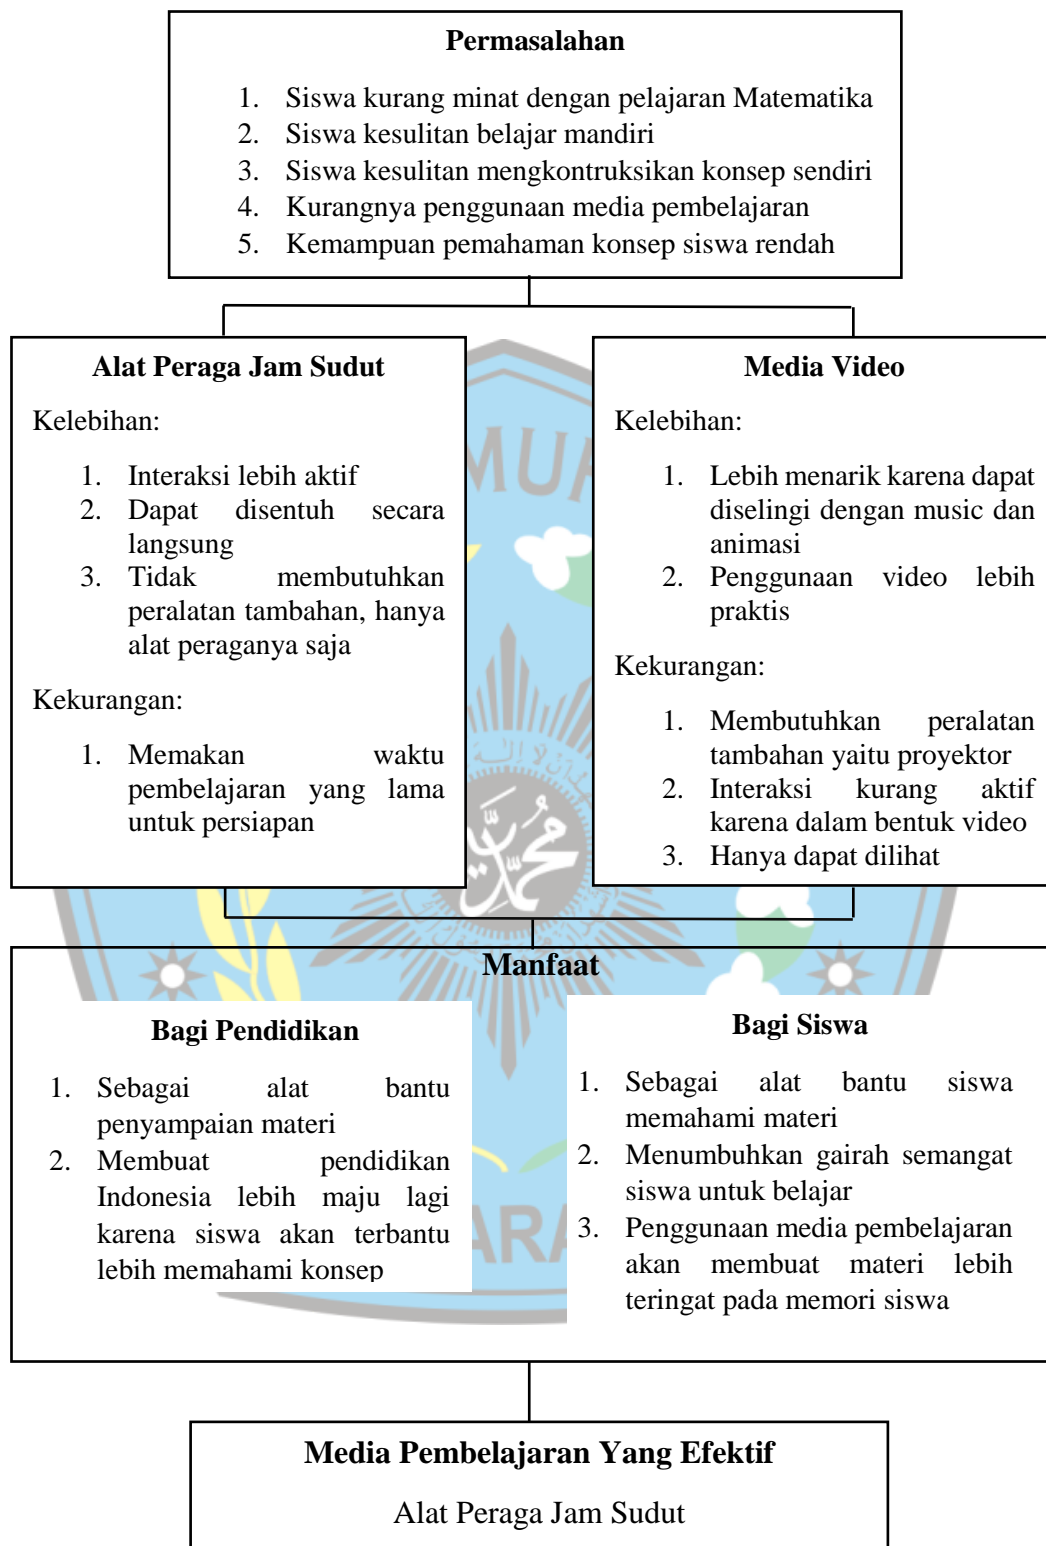 Permasalahan
1. Siswa kurang minat dengan pelajaran Matematika
2. Siswa kesulitan belajar mandiri
3. Siswa kesulitan mengkontruksikan konsep sendiri
4. Kurangnya penggunaan media pembelajaran
5. Kemampuan pemahaman konsep siswa rendah
Alat Peraga Jam Sudut
Kelebihan:
1. Interaksi lebih aktif
2. Dapat disentuh secara
langsung
3. Tidak membutuhkan
peralatan tambahan, hanya
alat peraganya saja
Kekurangan:
1. Memakan waktu
pembelajaran yang lama
untuk persiapan
Media Video
Kelebihan:
1. Lebih menarik karena dapat
diselingi dengan music dan
animasi
2. Penggunaan video lebih
praktis
Kekurangan:
1. Membutuhkan peralatan
tambahan yaitu proyektor
2. Interaksi kurang aktif
karena dalam bentuk video
3. Hanya dapat dilihat
MU
محمد
Manfaat
Bagi Pendidikan
1. Sebagai alat bantu
penyampaian materi
2. Membuat pendidikan
Indonesia lebih maju lagi
karena siswa akan terbantu
lebih memahami konsep
Bagi Siswa
1. Sebagai alat bantu siswa
memahami materi
2. Menumbuhkan gairah semangat
siswa untuk belajar
3. Penggunaan media pembelajaran
akan membuat materi lebih
teringat pada memori siswa
ARA
Media Pembelajaran Yang Efektif
Alat Peraga Jam Sudut